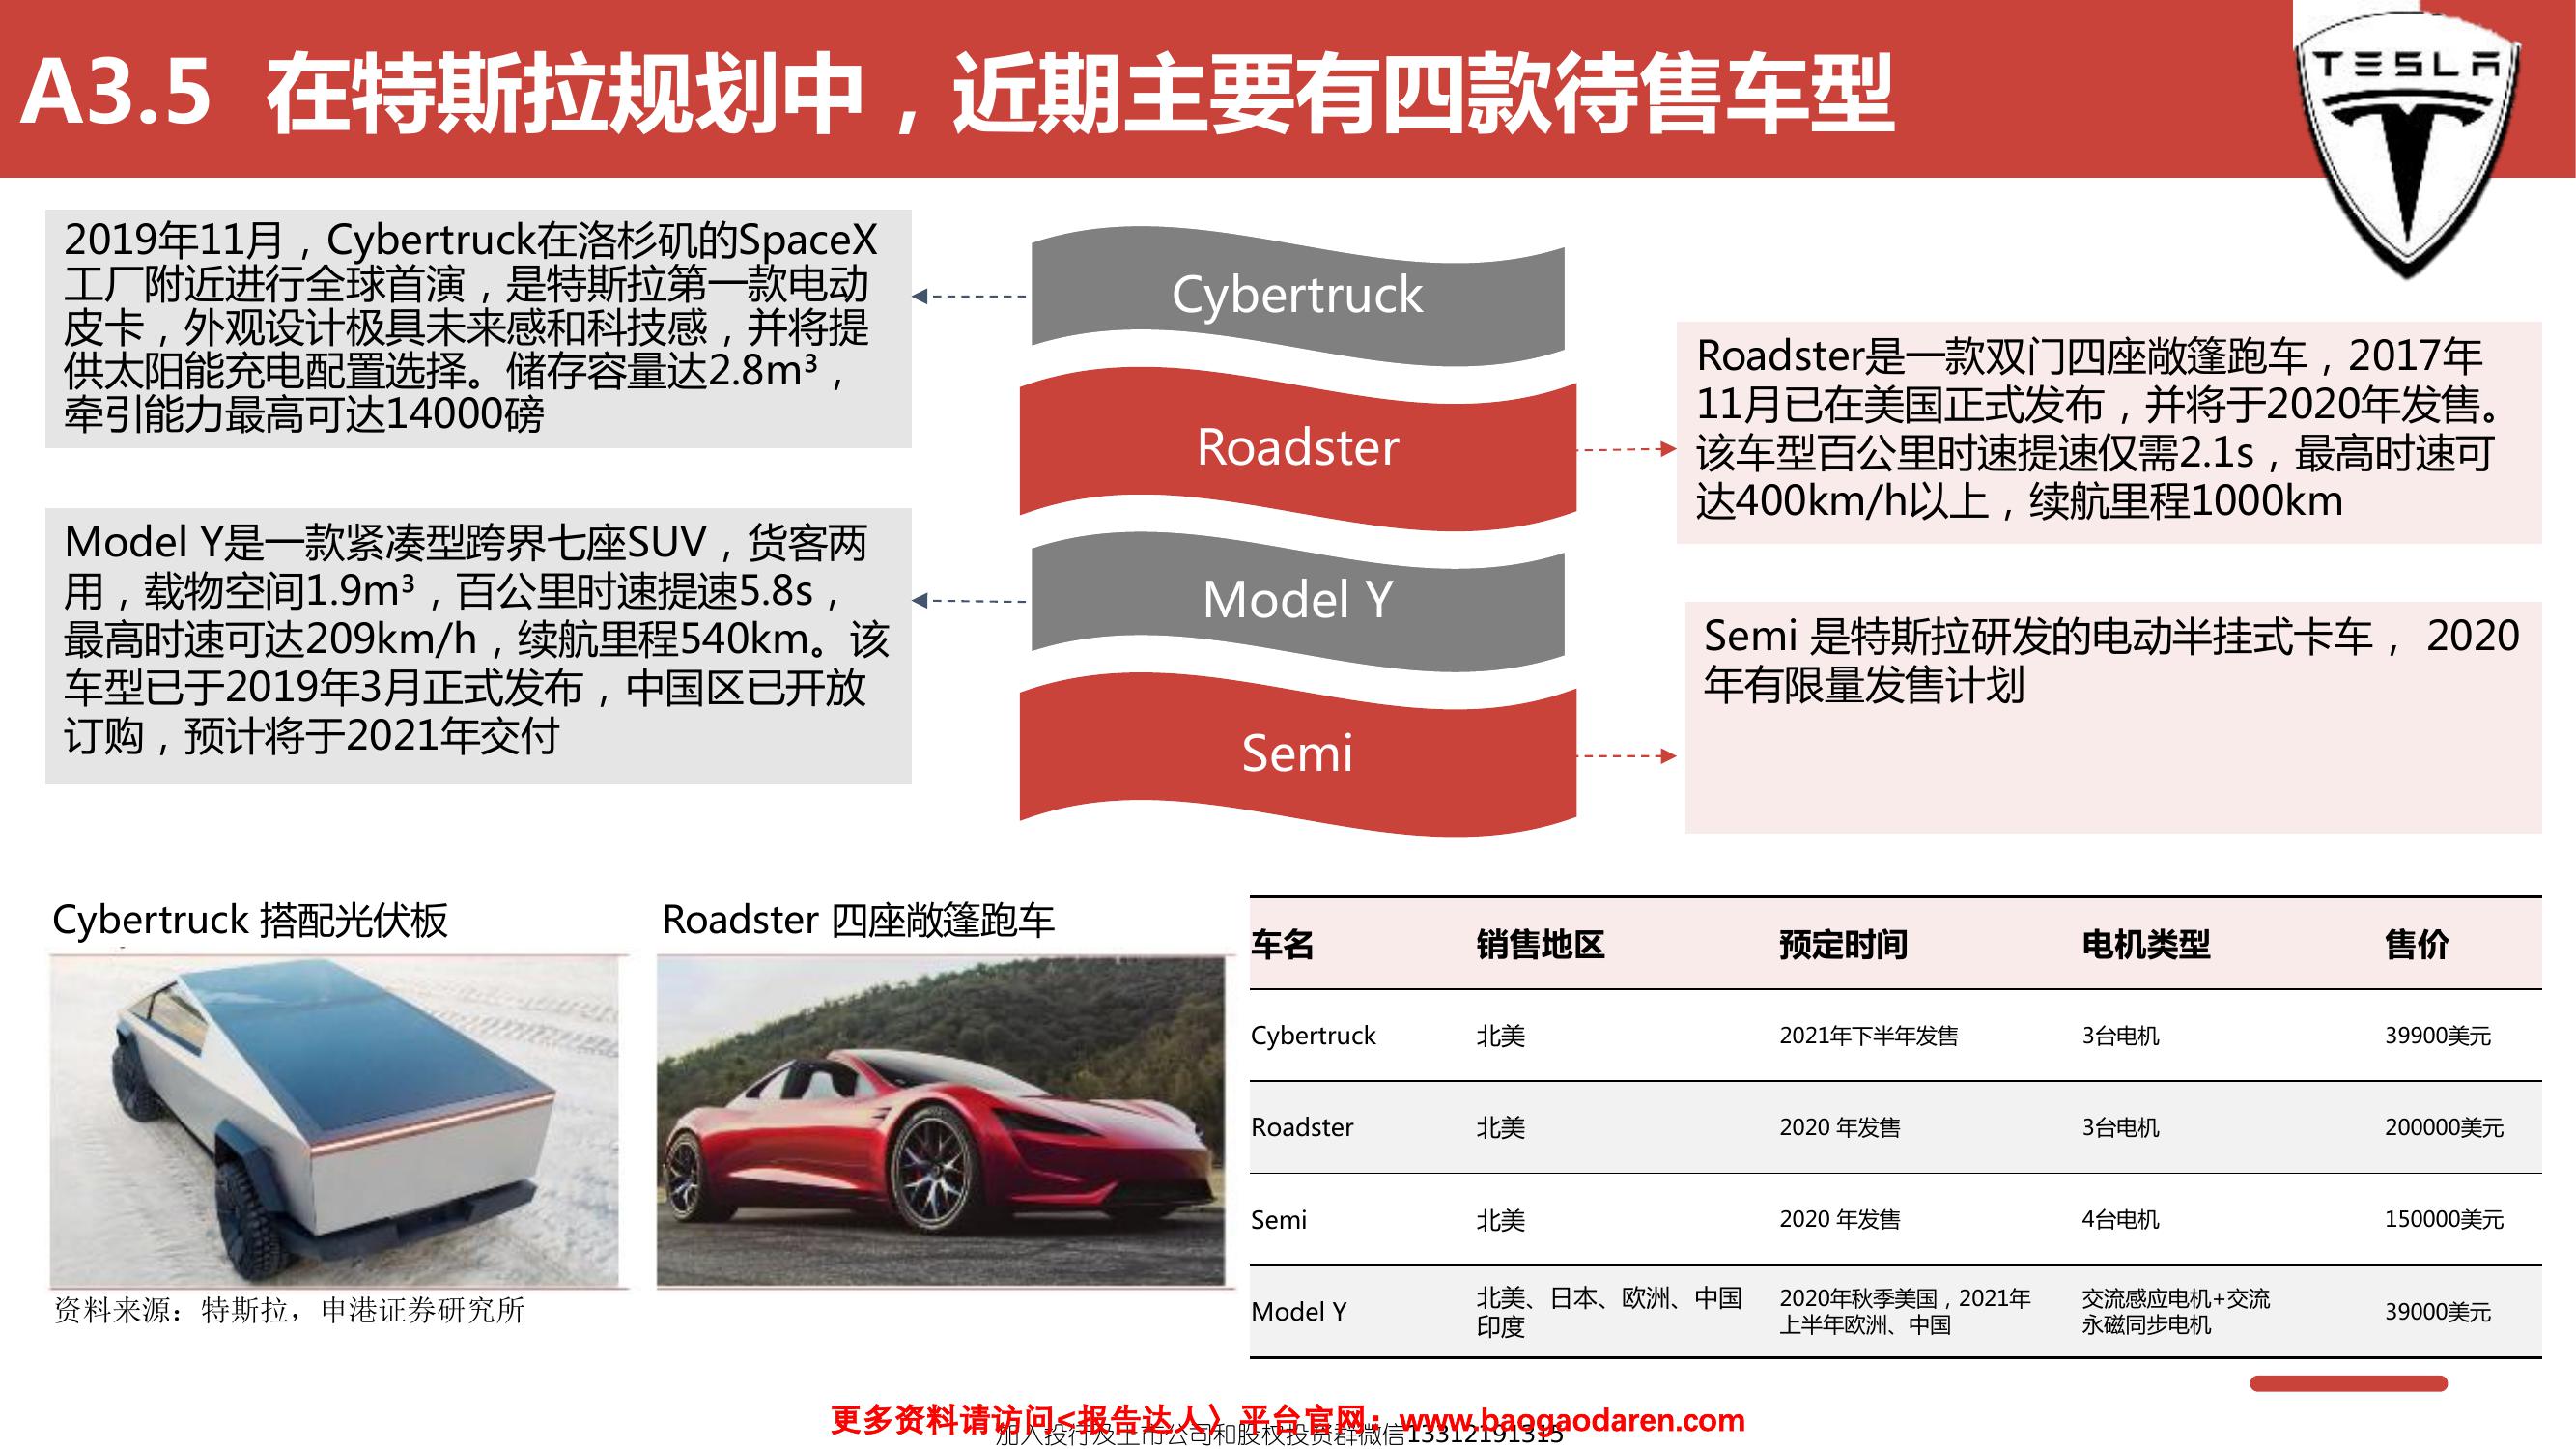 A3.5 在特斯拉规划中，近期主要有四款待售车型
TESLA
2019年11月，Cybertruck在洛杉矶的SpaceX
工厂附近进行全球首演，是特斯拉第一款电动
皮卡，外观设计极具未来感和科技感，并将提
供太阳能充电配置选择。储存容量达2.8m³，
牵引能力最高可达14000磅
Model Y是一款紧凑型跨界七座SUV，货客两
用，载物空间1.9m³，百公里时速提速5.8s，
最高时速可达209km/h，续航里程540km。该
车型已于2019年3月正式发布，中国区已开放
订购，预计将于2021年交付
Cybertruck
Roadster
Model Y
Semi
Roadster是一款双门四座敞篷跑车，2017年
11月已在美国正式发布，并将于2020年发售。
该车型百公里时速提速仅需2.1s，最高时速可
达400km/h以上，续航里程1000km
Semi 是特斯拉研发的电动半挂式卡车， 2020
年有限量发售计划
Cybertruck 搭配光伏板
Roadster 四座敞篷跑车
资料来源：特斯拉，申港证券研究所
车名 销售地区 预定时间 电机类型 售价
Cybertruck 北美 2021年下半年发售 3台电机 39900美元
Roadster 北美 2020 年发售 3台电机 200000美元
Semi 北美 2020 年发售 4台电机 150000美元
Model Y 北美、日本、欧洲、中国 2020年秋季美国，2021年 交流感应电机+交流 39000美元
印度 上半年欧洲、中国 永磁同步电机
更多资料请访问<报告达人〉平台官网：www.baogaodaren.com
加入投行及上市公司和股权投资群微信13312191315